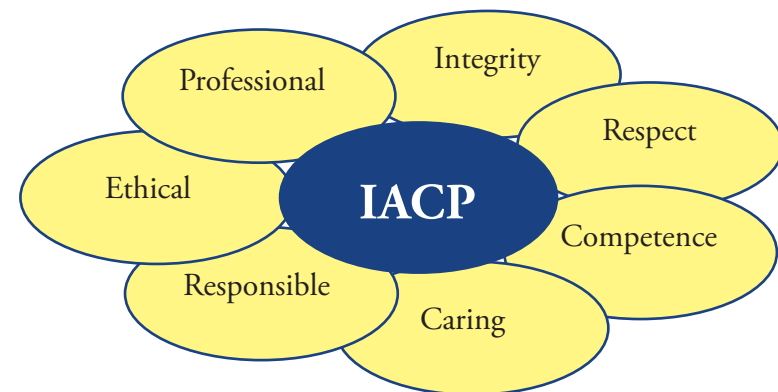 Integrity
Professional
Respect
Ethical
IACP
Competence
Responsible
Caring